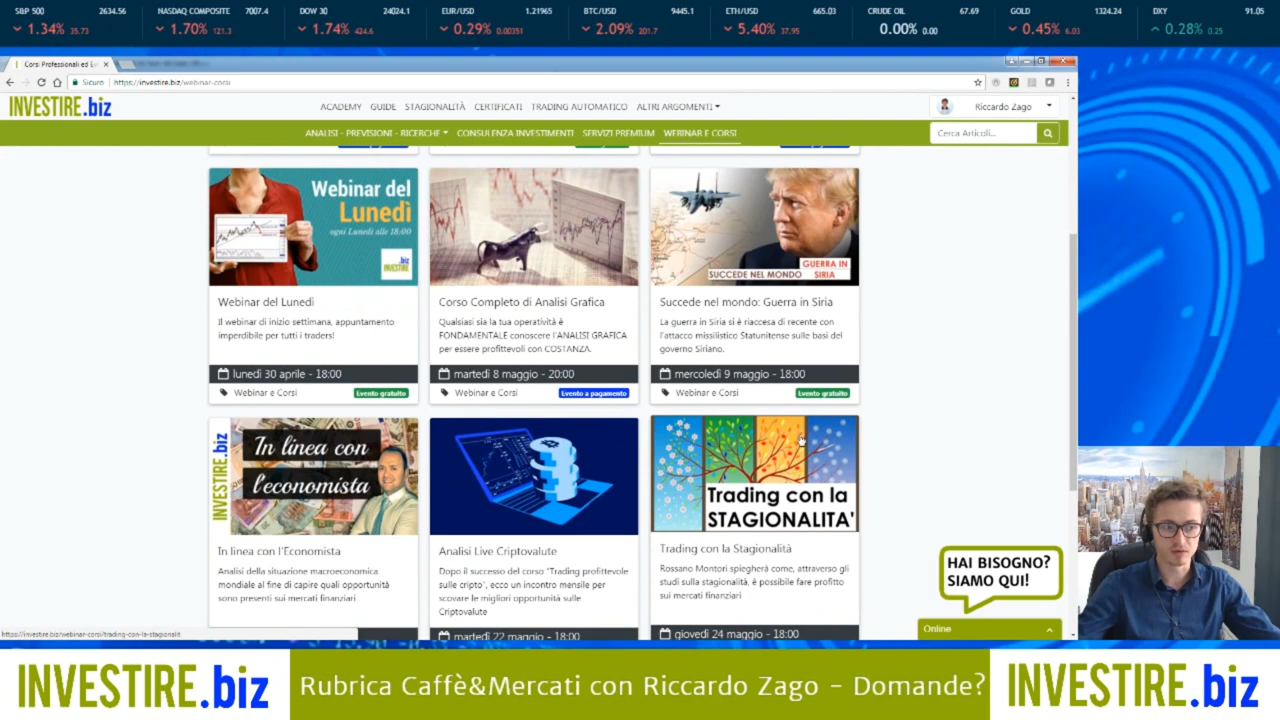 S&P 500 2634.56 NASDAQ COMPOSITE 7007.4 DOW 30 24024.1 EUR/USD 1.21965 BTC/USD 9445.1 ETH/USD 665.03 CRUDE OIL 67.69 GOLD 1324.24 DXY 91.05
1.34% 35.73 1.70% 121.3 1.74% 424.6 0.29% 0.00351 2.09% 201.7 5.40% 37.95 0.00% 0.00 0.45% 6.03 0.28% 0.25
Corsi Professionali ed
Sicuro https://investire.biz/webinar-corsi
INVESTIRE.biz
ACADEMY GUIDE STAGIONALITÀ CERTIFICATI TRADING AUTOMATICO ALTRI ARGOMENTI
Riccardo Zago
ANALISI - PREVISIONI - RICERCHE CONSULENZA INVESTIMENTI SERVIZI PREMIUM WEBINAR E CORSI
Cerca Articoli...
Webinar del
Lunedì
ogni Lunedì alle 18:00
.biz
INVESTIRE
GUERRA IN
SUCCEDE NEL MONDO SIRIA
Webinar del Lunedì
Il webinar di inizio settimana, appuntamento
imperdibile per tutti i traders!
lunedì 30 aprile - 18:00
Webinar e Corsi Evento gratuito
Corso Completo di Analisi Grafica
Qualsiasi sia la tua operatività è
FONDAMENTALE conoscere l'ANALISI GRAFICA
per essere profittevoli con COSTANZA.
martedì 8 maggio - 20:00
Webinar e Corsi Evento a pagamento
Succede nel mondo: Guerra in Siria
La guerra in Siria si è riaccesa di recente con
l'attacco missilistico Statunitense sulle basi del
governo Siriano.
mercoledì 9 maggio - 18:00
Webinar e Corsi Evento gratuito
INVESTIRE.biz
In linea con
l'economista
In linea con l'Economista
Analisi della situazione macroeconomica
mondiale al fine di capire quali opportunità
sono presenti sui mercati finanziari
Analisi Live Criptovalute
Dopo il successo del corso "Trading profittevole
sulle cripto", ecco un incontro mensile per
scovare le migliori opportunità sulle
Criptovalute
martedì 22 maggio - 18:00
Trading con la
STAGIONALITA'
Trading con la Stagionalità
Rossano Montori spiegherà come, attraverso gli
studi sulla stagionalità, è possibile fare profitto
sui mercati finanziari
giovedì 24 maggio - 18:00
HAI BISOGNO?
SIAMO QUI!
Online
https://investire.biz/webinar-corsi/trading-con-la-stagionalit
INVESTIRE.biz
Rubrica Caffè&Mercati con Riccardo Zago - Domande?
INVESTIRE.biz